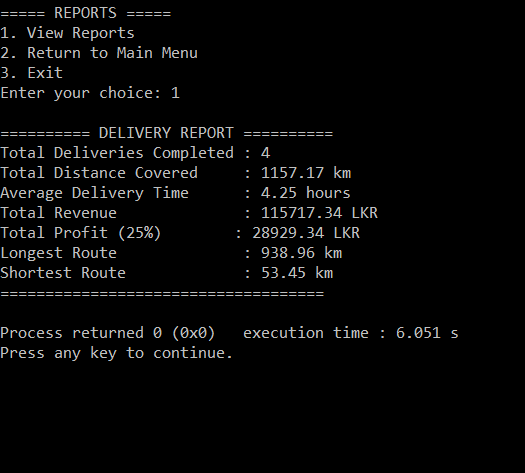 ===== REPORTS =====
1. View Reports
2. Return to Main Menu
3. Exit
Enter your choice: 1

========== DELIVERY REPORT ==========
Total Deliveries Completed : 4
Total Distance Covered     : 1157.17 km
Average Delivery Time      : 4.25 hours
Total Revenue              : 115717.34 LKR
Total Profit (25%)        : 28929.34 LKR
Longest Route              : 938.96 km
Shortest Route             : 53.45 km
====================================

Process returned 0 (0x0)   execution time : 6.051 s
Press any key to continue.